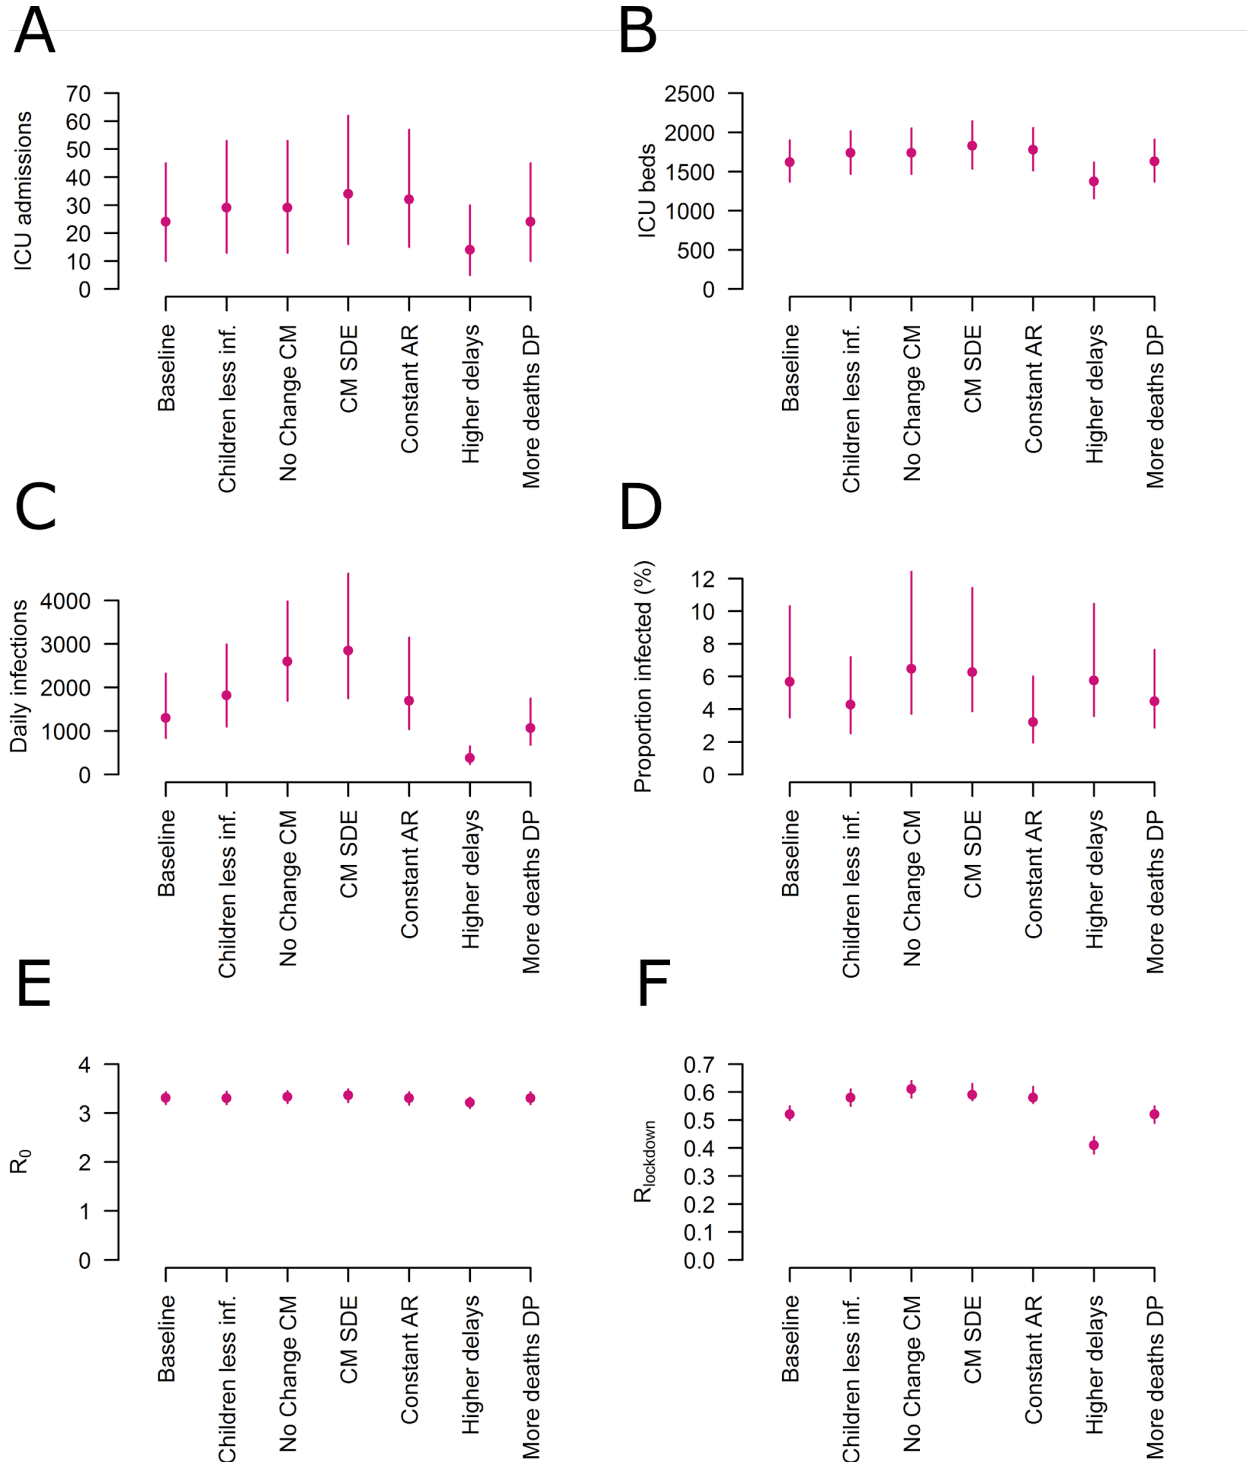 A
ICU admissions
70
60
50
40
30
20
10
0
Baseline
Children less inf.
No Change CM
CM SDE
Constant AR
Higher delays
More deaths DP
B
ICU beds
2500
2000
1500
1000
500
0
Baseline
Children less inf.
No Change CM
CM SDE
Constant AR
Higher delays
More deaths DP
C
Daily infections
4000
3000
2000
1000
0
Baseline
Children less inf.
No Change CM
CM SDE
Constant AR
Higher delays
More deaths DP
D
Proportion infected (%)
12
10
8
6
4
2
0
Baseline
Children less inf.
No Change CM
CM SDE
Constant AR
Higher delays
More deaths DP
E
R0
4
3
2
1
0
Baseline
Children less inf.
No Change CM
CM SDE
Constant AR
Higher delays
More deaths DP
F
Rlockdown
0.7
0.6
0.5
0.4
0.3
0.2
0.1
0.0
Baseline
Children less inf.
No Change CM
CM SDE
Constant AR
Higher delays
More deaths DP